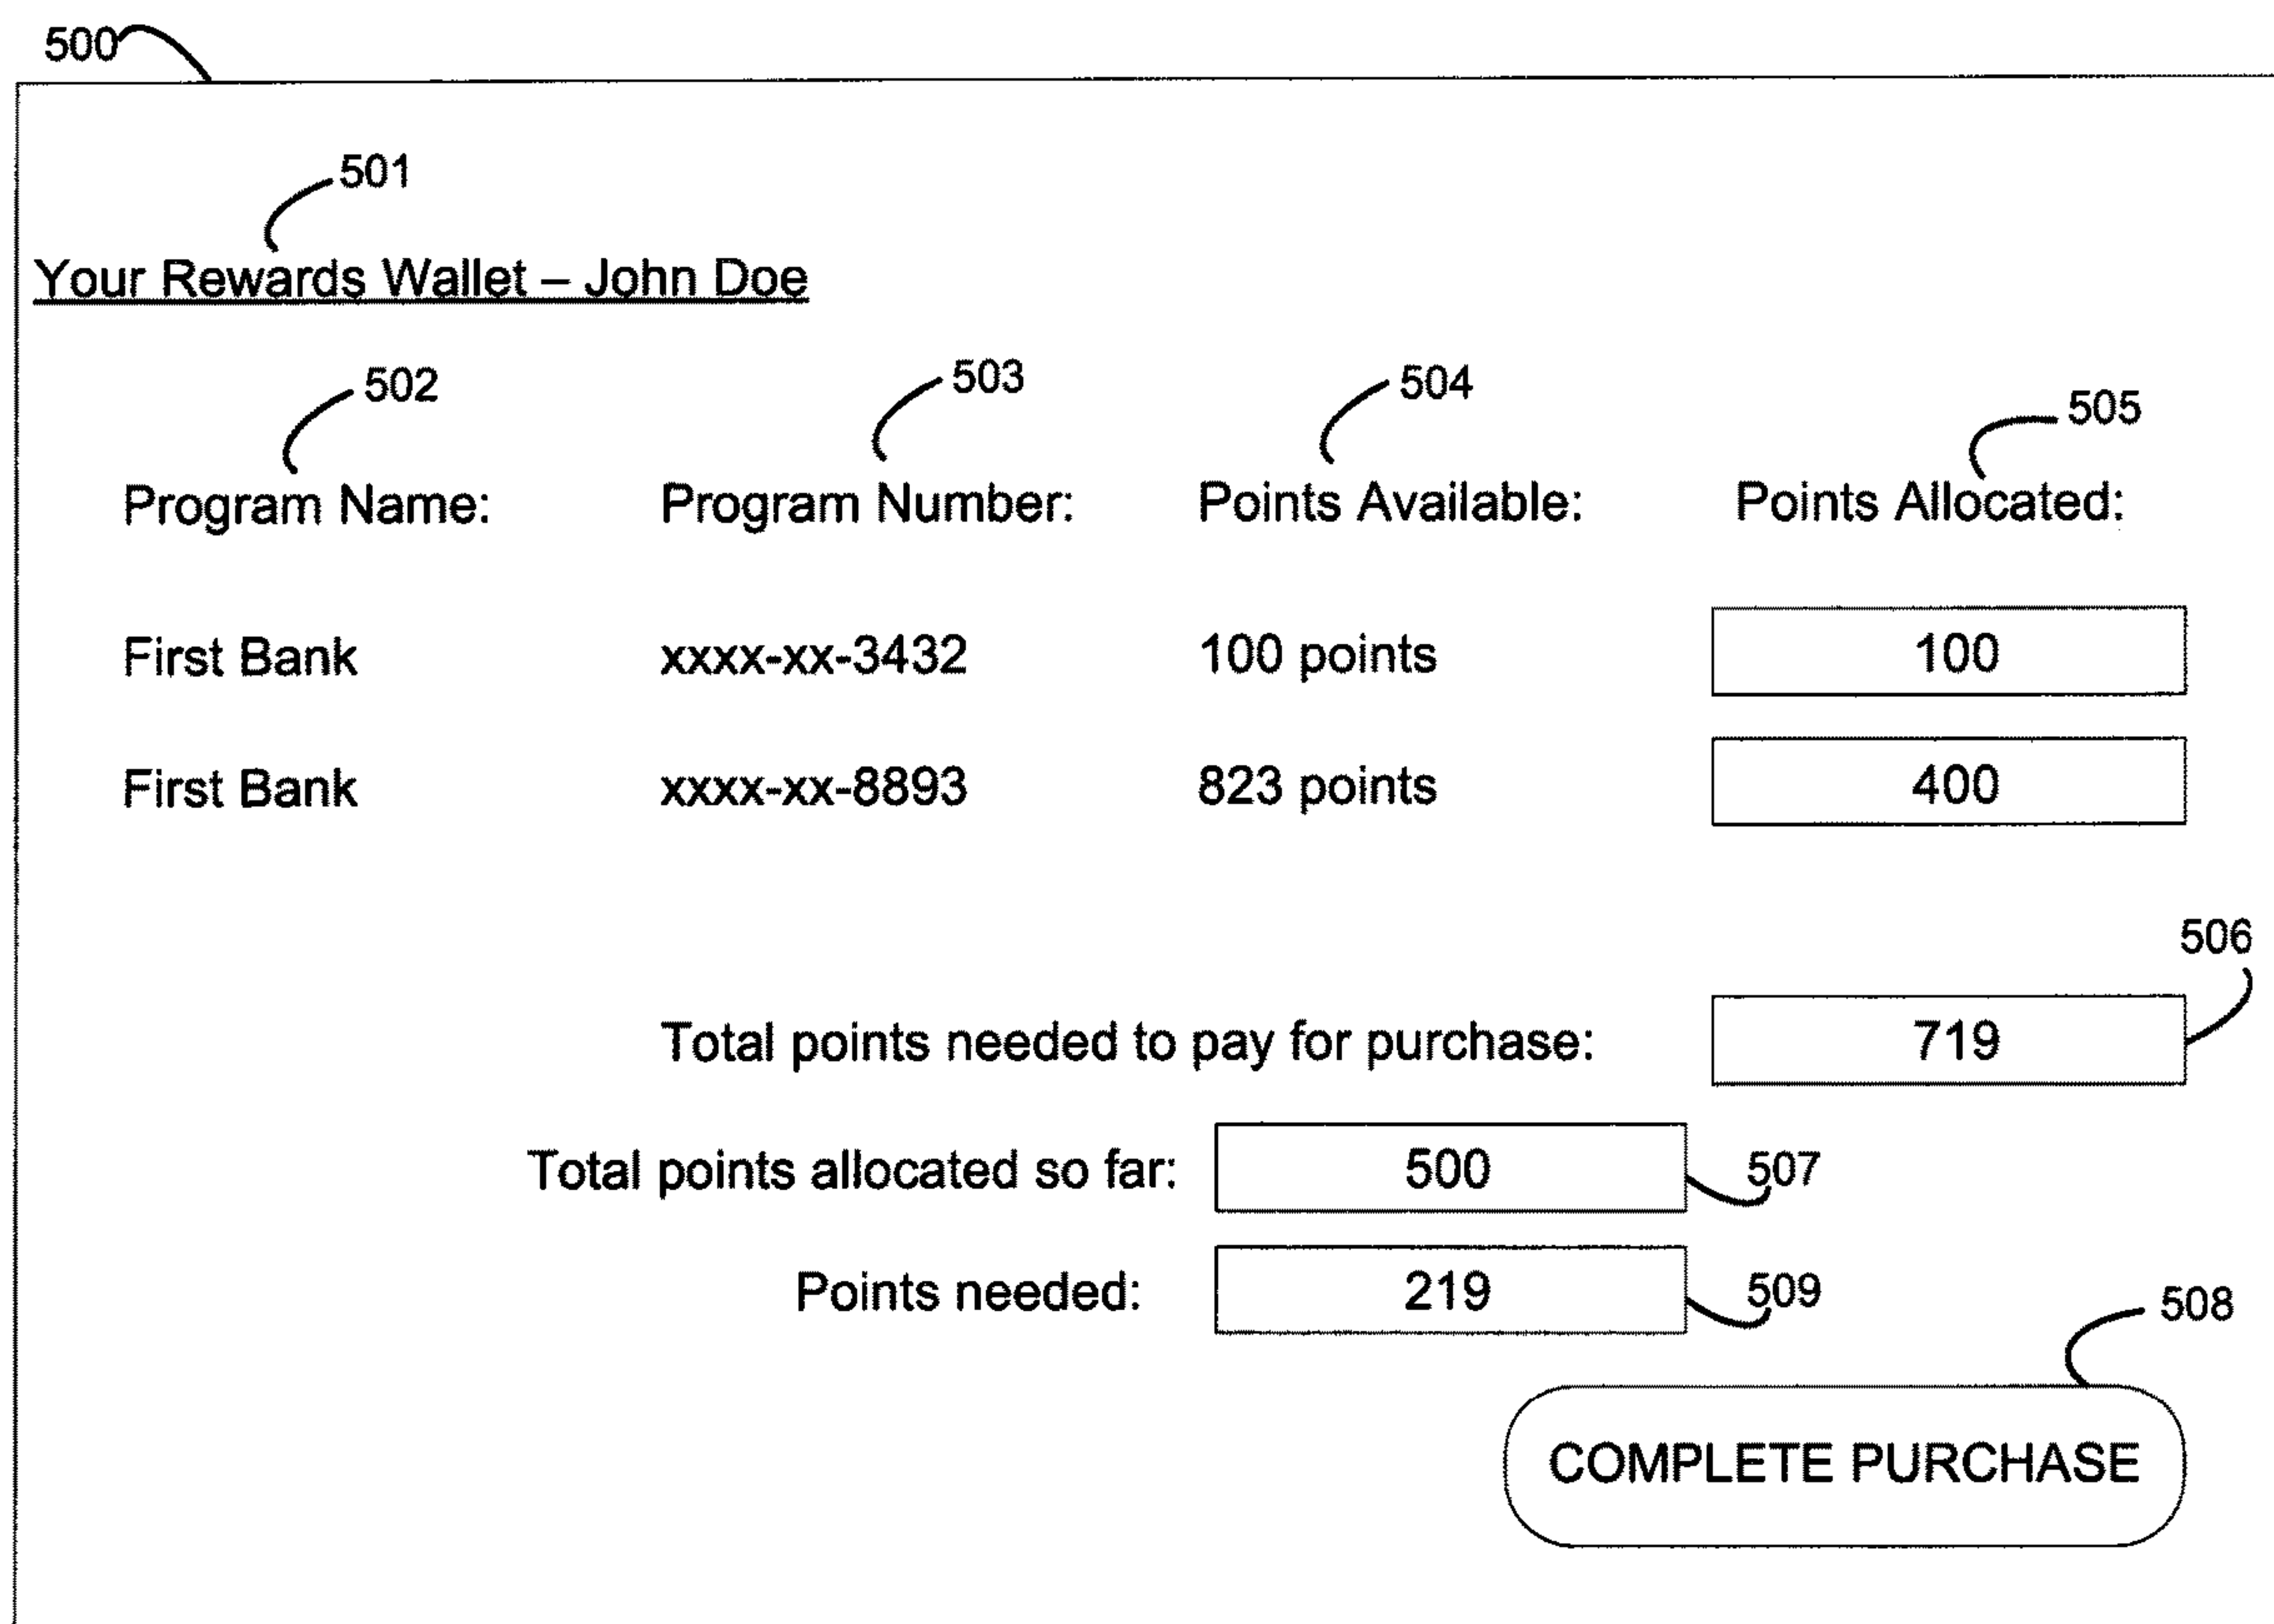 500
501
Your Rewards Wallet – John Doe
502 503 504 505
Program Name: Program Number: Points Available: Points Allocated:
First Bank xxxx-xx-3432 100 points 100
First Bank xxxx-xx-8893 823 points 400
506
Total points needed to pay for purchase: 719
Total points allocated so far: 500 507
Points needed: 219 509
508
COMPLETE PURCHASE